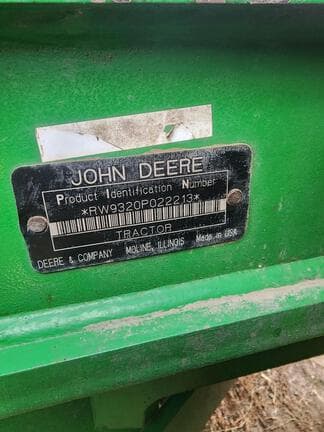 JOHN DEERE
Product Identification Number
*RW9320P022213*
TRACTOR
DEERE & COMPANY MOLINE, ILLINOIS Made in USA